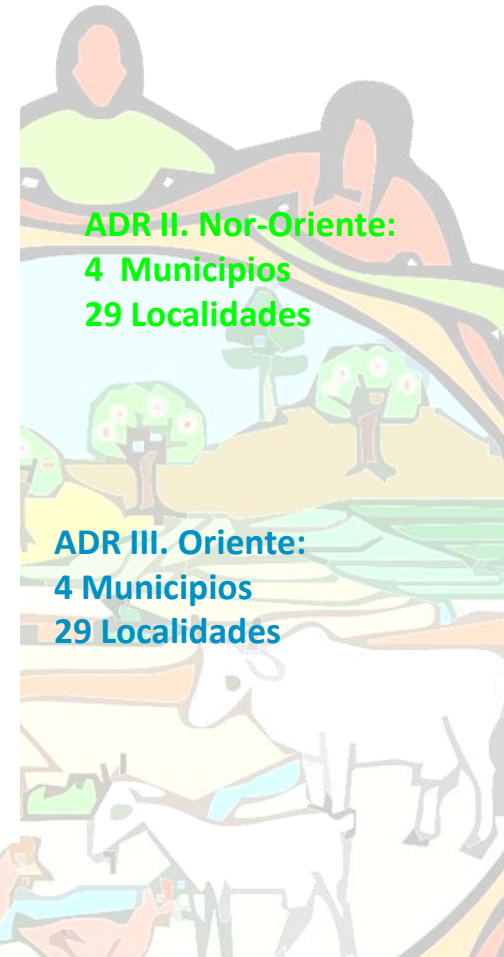 ADR II. Nor-Oriente:
4  Municipios
29 Localidades
ADR III. Oriente:
4 Municipios
29 Localidades